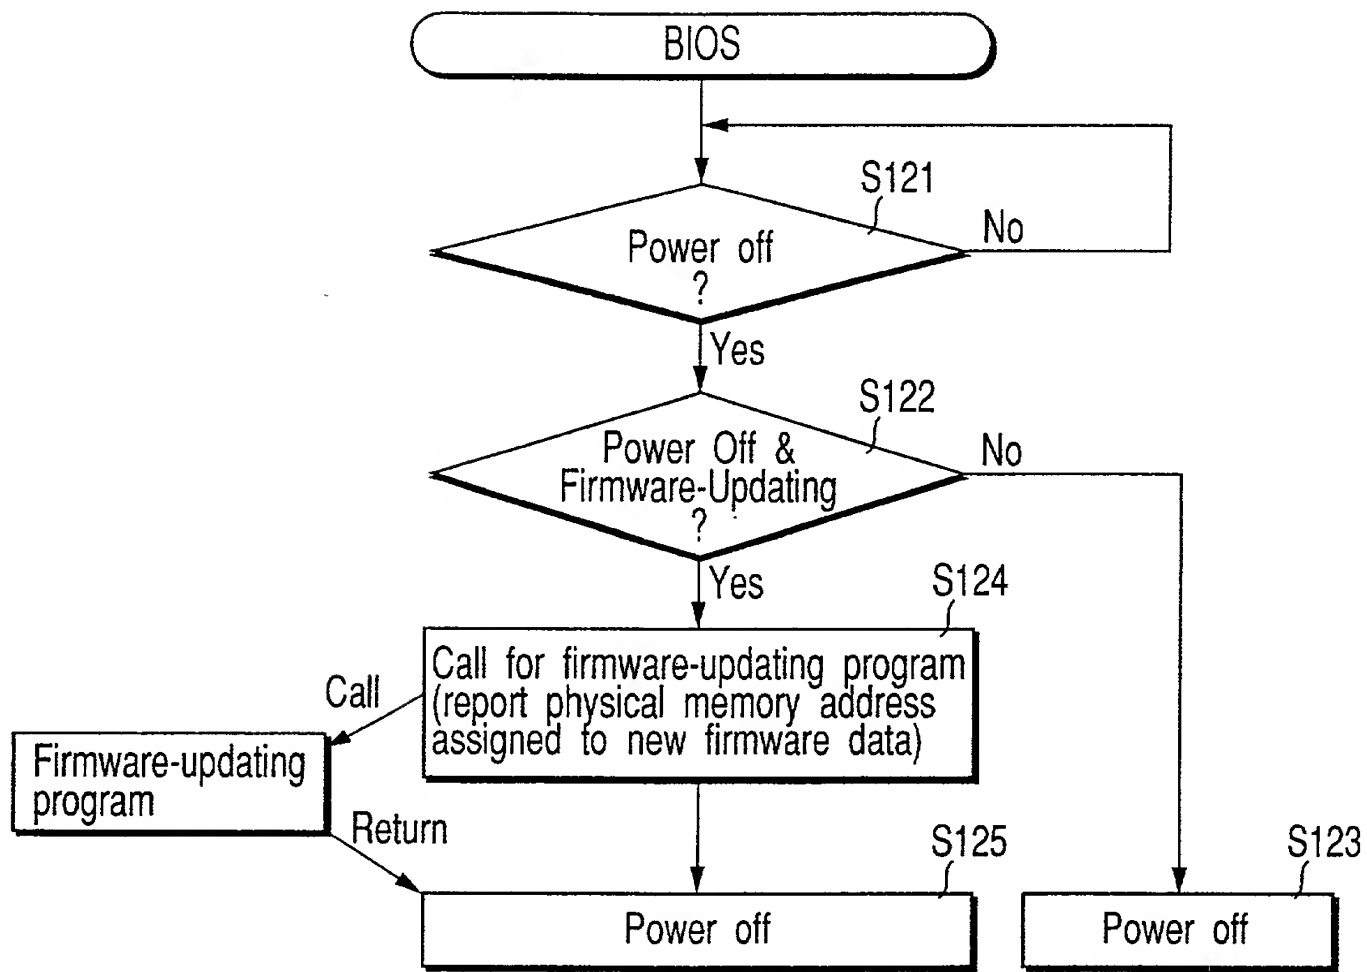 BIOS
S121
Power off
?
No
Yes
S122
Power Off &
Firmware-Updating
?
No
Yes
S124
Call for firmware-updating program
(report physical memory address
assigned to new firmware data)
Call
Firmware-updating
program
Return
S125
Power off
S123
Power off